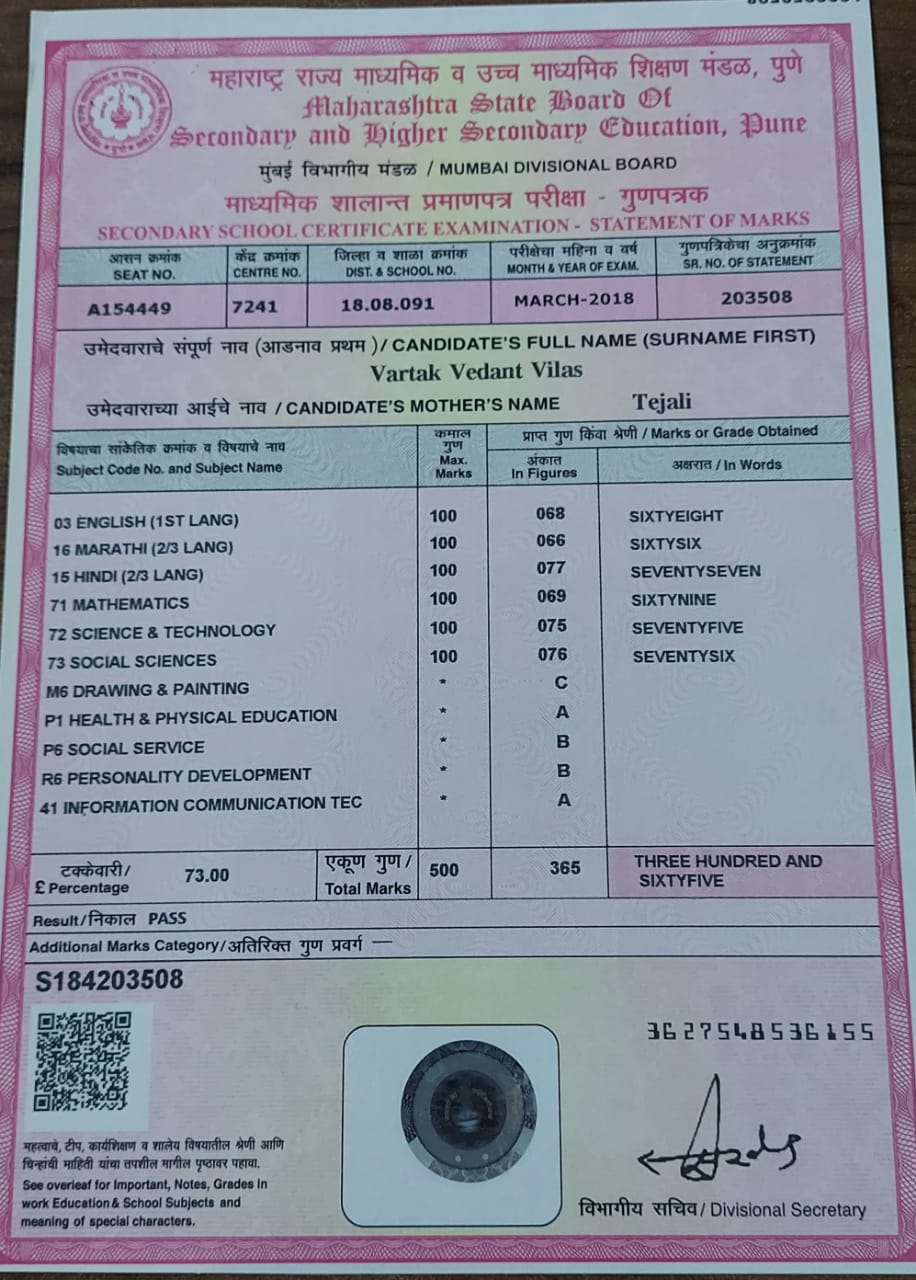 महाराष्ट्र राज्य माध्यमिक व उच्च माध्यमिक शिक्षण मंडळ, पुणे
Maharashtra State Board Of
Secondary and Higher Secondary Education, Pune
मुंबई विभागीय मंडळ / MUMBAI DIVISIONAL BOARD
माध्यमिक शालान्त प्रमाणपत्र परीक्षा - गुणपत्रक
SECONDARY SCHOOL CERTIFICATE EXAMINATION - STATEMENT OF MARKS
आसन क्रमांक केंद्र क्रमांक जिल्हा व शाळा क्रमांक परीक्षेचा महिना व वर्ष गुणपत्रिकेचा अनुक्रमांक
SEAT NO. CENTRE NO. DIST. & SCHOOL NO. MONTH & YEAR OF EXAM. SR. NO. OF STATEMENT
A154449 7241 18.08.091 MARCH-2018 203508
उमेदवाराचे संपूर्ण नाव (आडनाव प्रथम )/ CANDIDATE'S FULL NAME (SURNAME FIRST)
Vartak Vedant Vilas
उमेदवाराच्या आईचे नाव / CANDIDATE'S MOTHER'S NAME Tejali
विषयाचा सांकेतिक क्रमांक व विषयाचे नाव
Subject Code No. and Subject Name
कमाल
गुण
Max.
Marks
प्राप्त गुण किंवा श्रेणी / Marks or Grade Obtained
अंकात
In Figures
अक्षरात / In Words
03 ENGLISH (1ST LANG) 100 068 SIXTYEIGHT
16 MARATHI (2/3 LANG) 100 066 SIXTYSIX
15 HINDI (2/3 LANG) 100 077 SEVENTYSEVEN
71 MATHEMATICS 100 069 SIXTYNINE
72 SCIENCE & TECHNOLOGY 100 075 SEVENTYFIVE
73 SOCIAL SCIENCES 100 076 SEVENTYSIX
M6 DRAWING & PAINTING * C
P1 HEALTH & PHYSICAL EDUCATION * A
P6 SOCIAL SERVICE * B
R6 PERSONALITY DEVELOPMENT * B
41 INFORMATION COMMUNICATION TEC * A
टक्केवारी/
£ Percentage
73.00
एकूण गुण/
Total Marks
500 365
THREE HUNDRED AND
SIXTYFIVE
Result/निकाल PASS
Additional Marks Category/अतिरिक्त गुण प्रवर्ग —
S184203508
3627548536155
महत्वाचे, टीप, कार्यशिक्षण व शालेय विषयातील श्रेणी आणि
चिन्हांची माहिती यांचा तपशील मागील पृष्ठावर पहावा.
See overleaf for Important, Notes, Grades in
work Education & School Subjects and
meaning of special characters.
विभागीय सचिव/ Divisional Secretary